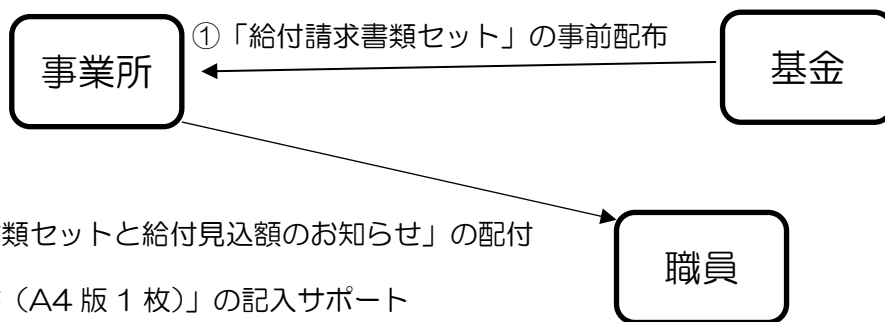 ①「給付請求書類セット」の事前配布
事業所
基金
類セットと給付見込額のお知らせ」の配付
職員
（A4 版 1 枚）」の記入サポート